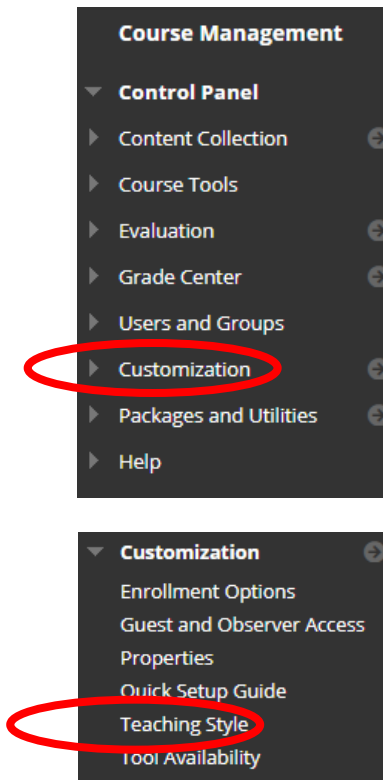 Course Management
Control Panel
Content Collection
Course Tools
Evaluation
Grade Center
Users and Groups
Customization
Packages and Utilities
Help
Customization
Enrollment Options
Guest and Observer Access
Properties
Quick Setup Guide
Teaching Style
Tool Availability